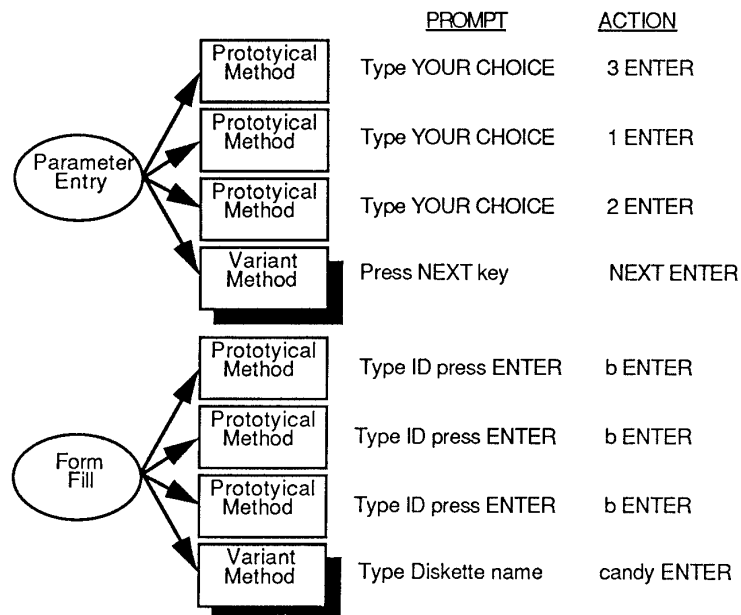 PROMPT ACTION
Prototyical
Method
Type YOUR CHOICE 3 ENTER
Prototyical
Method
Type YOUR CHOICE 1 ENTER
Parameter
Entry
Prototyical
Method
Type YOUR CHOICE 2 ENTER
Variant
Method
Press NEXT key NEXT ENTER
Prototyical
Method
Type ID press ENTER b ENTER
Prototyical
Method
Type ID press ENTER b ENTER
Form
Fill
Prototyical
Method
Type ID press ENTER b ENTER
Variant
Method
Type Diskette name candy ENTER